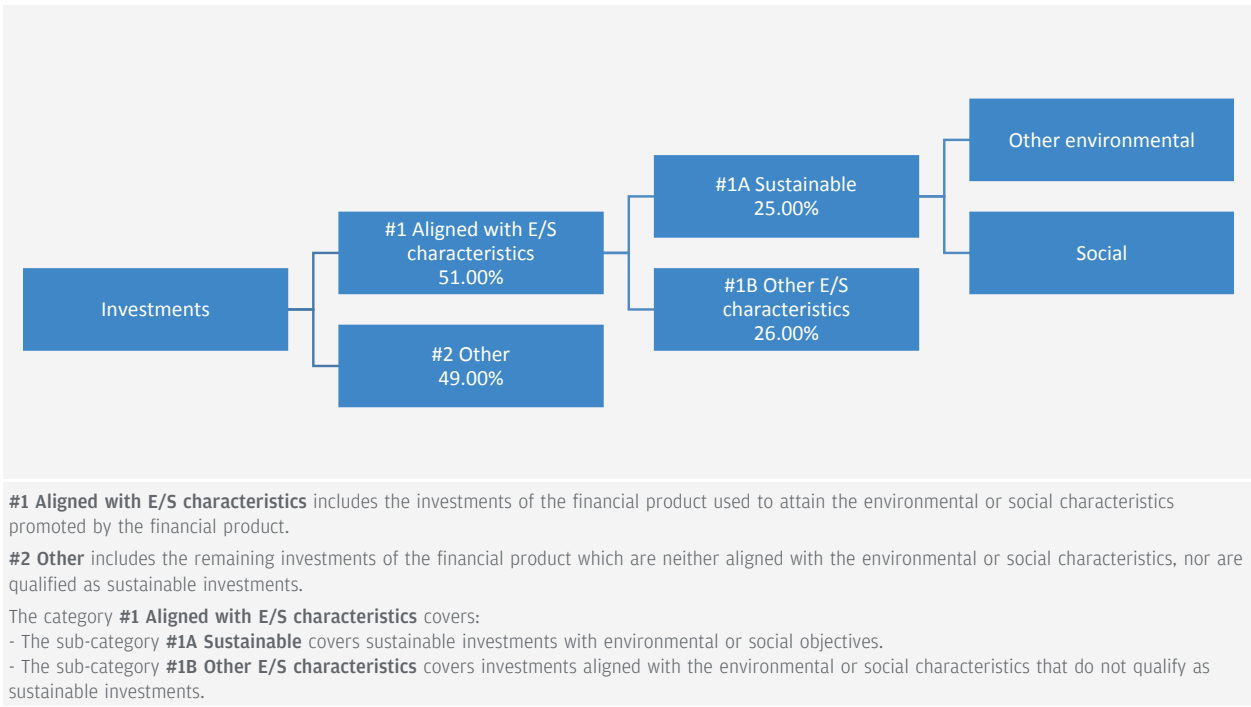 Investments
#1 Aligned with E/S
characteristics
51.00%
#2 Other
49.00%
#1A Sustainable
25.00%
#1B Other E/S
characteristics
26.00%
Other environmental
Social
#1 Aligned with E/S characteristics includes the investments of the financial product used to attain the environmental or social characteristics
promoted by the financial product.
#2 Other includes the remaining investments of the financial product which are neither aligned with the environmental or social characteristics, nor are
qualified as sustainable investments.
The category #1 Aligned with E/S characteristics covers:
- The sub-category #1A Sustainable covers sustainable investments with environmental or social objectives.
- The sub-category #1B Other E/S characteristics covers investments aligned with the environmental or social characteristics that do not qualify as
sustainable investments.